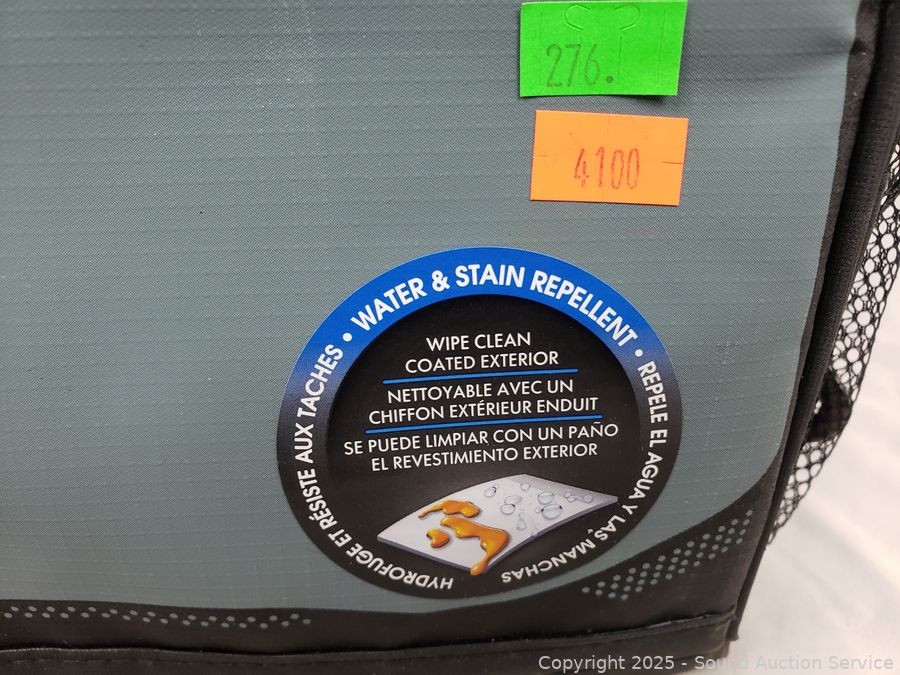 276.
4100
WATER & STAIN REPELLENT •
REPELE EL AGUA Y LAS MANCHAS
HYDROFUGE ET RÉSISTE AUX TACHES •
WIPE CLEAN
COATED EXTERIOR
NETTOYABLE AVEC UN
CHIFFON EXTÉRIEUR ENDUIT
SE PUEDE LIMPIAR CON UN PAÑO
EL REVESTIMIENTO EXTERIOR
Copyright 2025 - Sound Auction Service